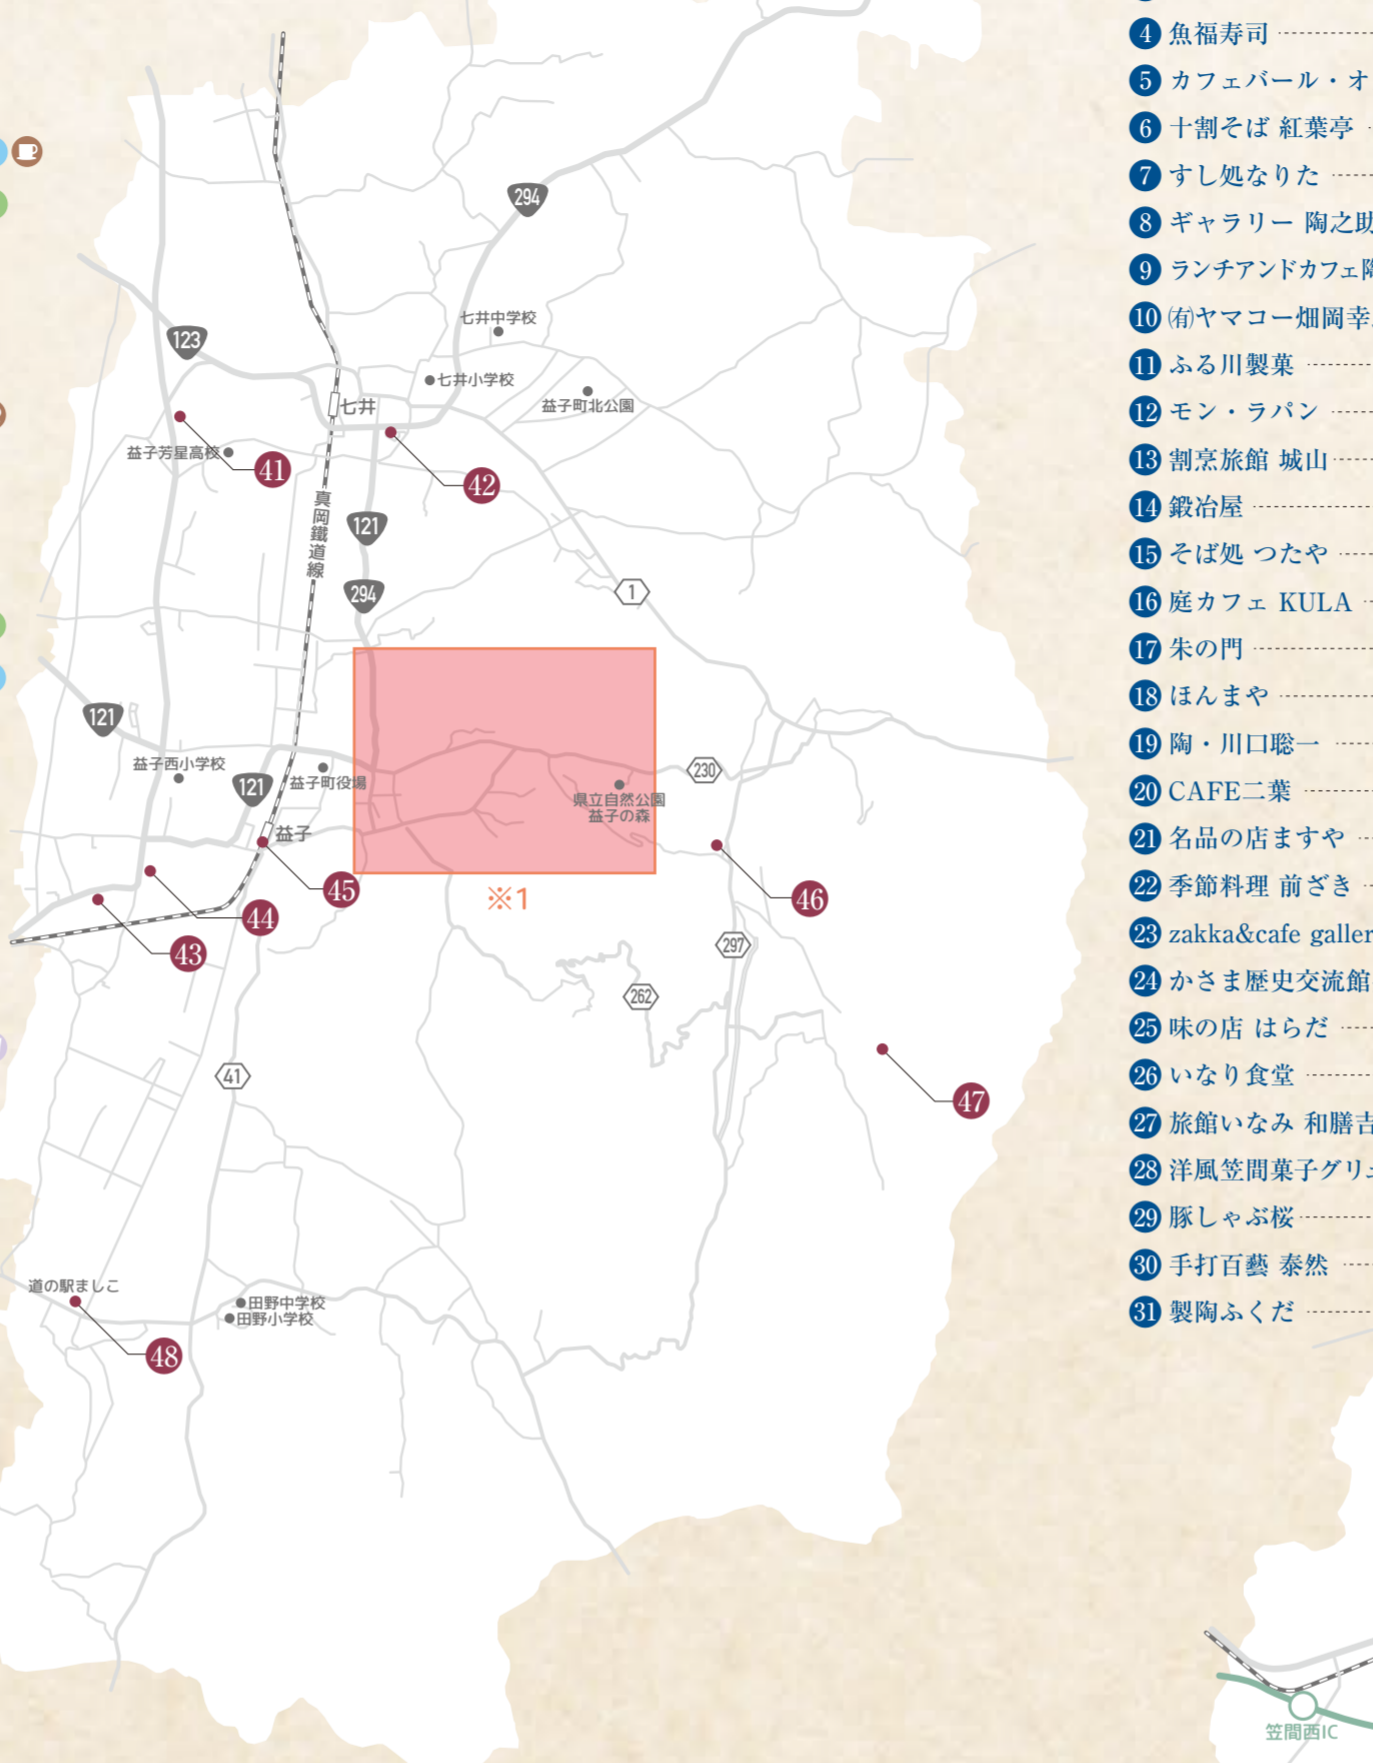 294
七井中学校
123
七井小学校
七井
益子町北公園
益子芳星高校
41
42
真岡鐵道線
121
294
1
121
益子西小学校
121
益子町役場
県立自然公園
益子の森
230
益子
45
44
43
※1
46
297
262
41
47
道の駅ましこ
田野中学校
田野小学校
48
4 魚福寿司
5 カフェバール・オ
6 十割そば 紅葉亭
7 すし処なりた
8 ギャラリー 陶之助
9 ランチアンドカフェ陶
10 ㈲ヤマコー畑岡幸
11 ふる川製菓
12 モン・ラパン
13 割烹旅館 城山
14 鍛冶屋
15 そば処 つたや
16 庭カフェ KULA
17 朱の門
18 ほんまや
19 陶・川口聡一
20 CAFE二葉
21 名品の店ますや
22 季節料理 前ざき
23 zakka&cafe galler
24 かさま歴史交流館
25 味の店 はらだ
26 いなり食堂
27 旅館いなみ 和膳吉
28 洋風笠間菓子グリュ
29 豚しゃぶ桜
30 手打百藝 泰然
31 製陶ふくだ
笠間西IC